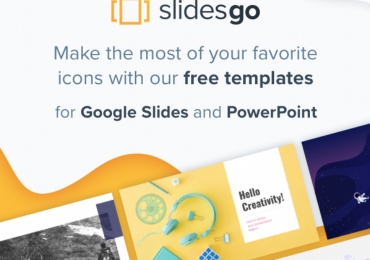 slidesgo
Make the most of your favorite
icons with our free templates
for Google Slides and PowerPoint
Hello
Creativity!